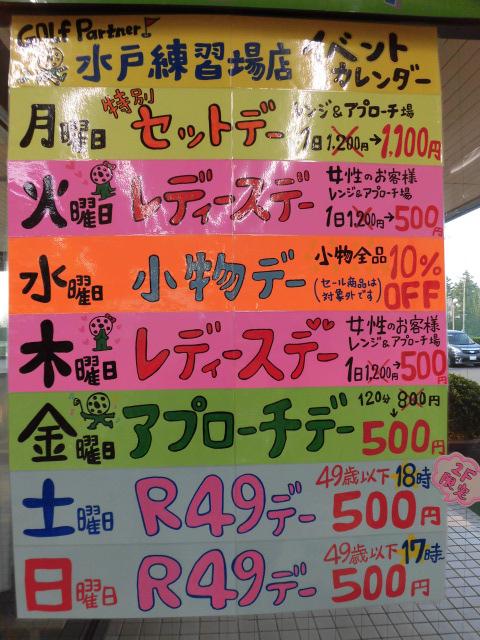 GOLF Partner
水戸練習場店
イベント
カレンダー
月曜日
特別
セットデー
レンジ&アプローチ場
1日1,200円→1,100円
火曜日
レディースデー
女性のお客様
レンジ&アプローチ場
1日1,200円→500円
水曜日
小物デー
小物全品
(セール商品は
対象外です)
10%
OFF
木曜日
レディースデー
女性のお客様
レンジ&アプローチ場
1日1,200円→500円
金曜日
アプローチデー
120分 800円
→
500円
土曜日
R49デー
49歳以下 18時~
500円
2F
限定
日曜日
R49デー
49歳以下 17時~
500円